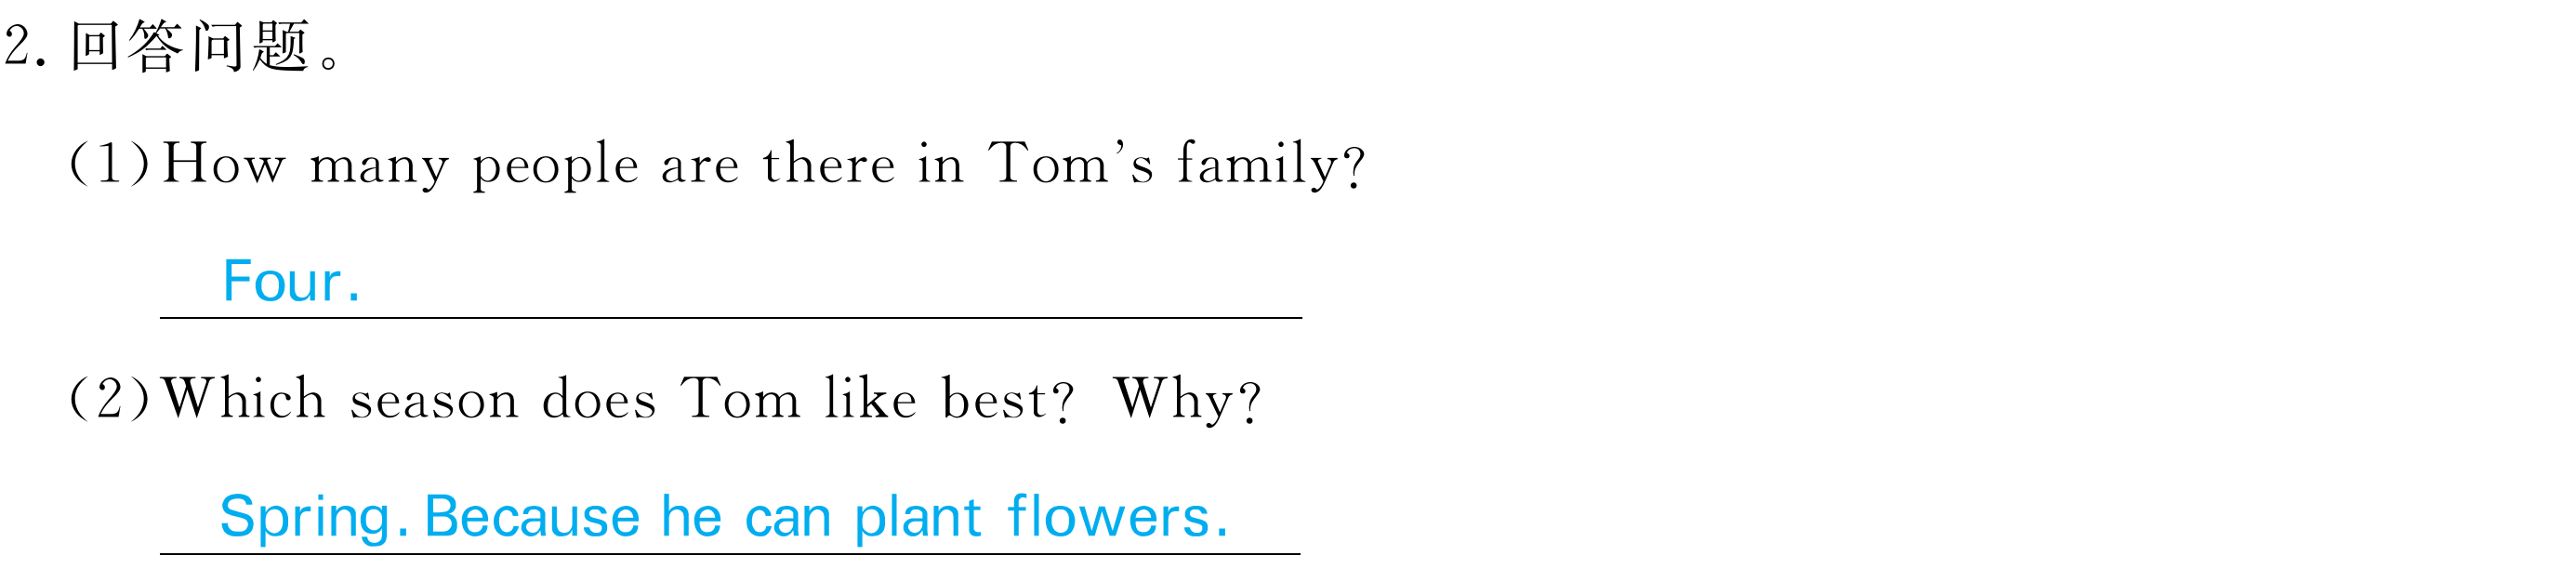 2. 回答问题。
(1) How many people are there in Tom's family?
Four.
(2) Which season does Tom like best? Why?
Spring. Because he can plant flowers.